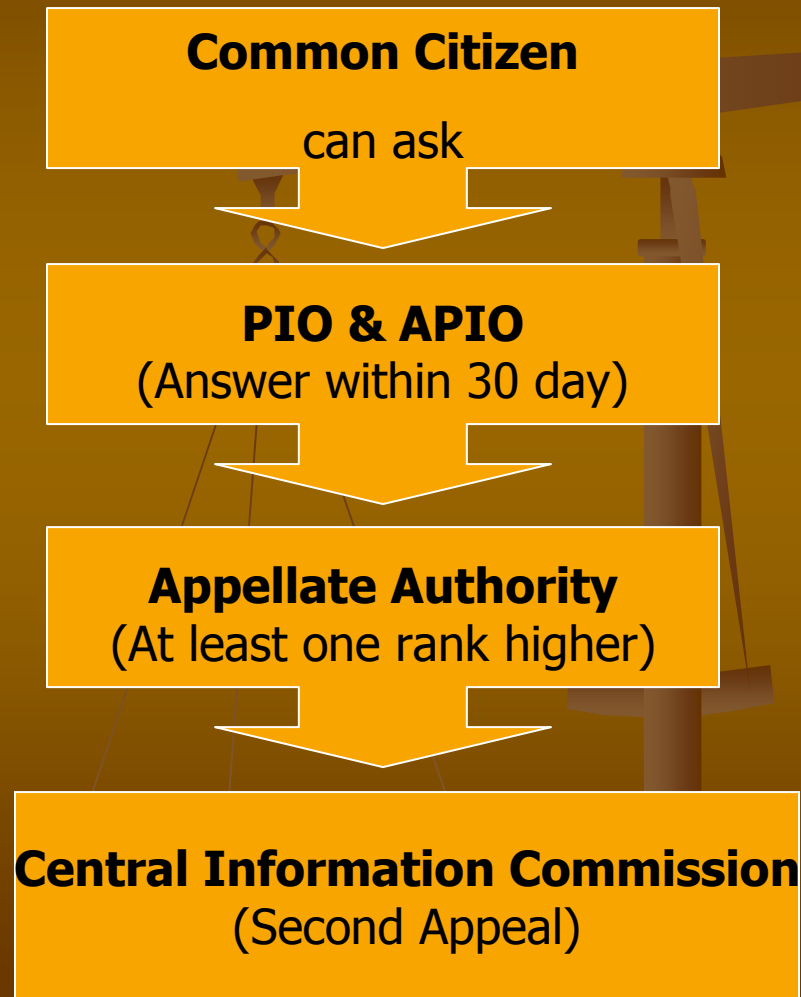 Common Citizen
can ask
PIO & APIO
(Answer within 30 day)
Appellate Authority
(At least one rank higher)
Central Information Commission
(Second Appeal)